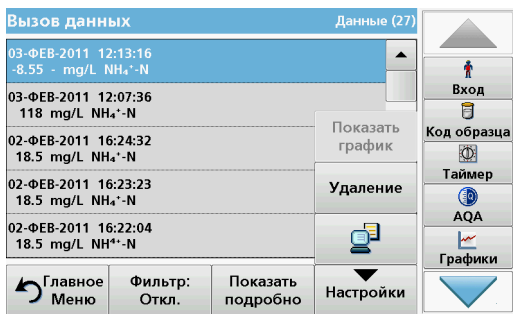 Вызов данных
Данные (27)
03-ФЕВ-2011 12:13:16
-8.55 - mg/L NH₄⁺-N
03-ФЕВ-2011 12:07:36
118 mg/L NH₄⁺-N
02-ФЕВ-2011 16:24:32
18.5 mg/L NH₄⁺-N
02-ФЕВ-2011 16:23:23
18.5 mg/L NH₄⁺-N
02-ФЕВ-2011 16:22:04
18.5 mg/L NH⁴⁺-N
Показать
график
Удаление
Главное
Меню
Фильтр:
Откл.
Показать
подробно
Настройки
Вход
Код образца
Таймер
AQA
Графики